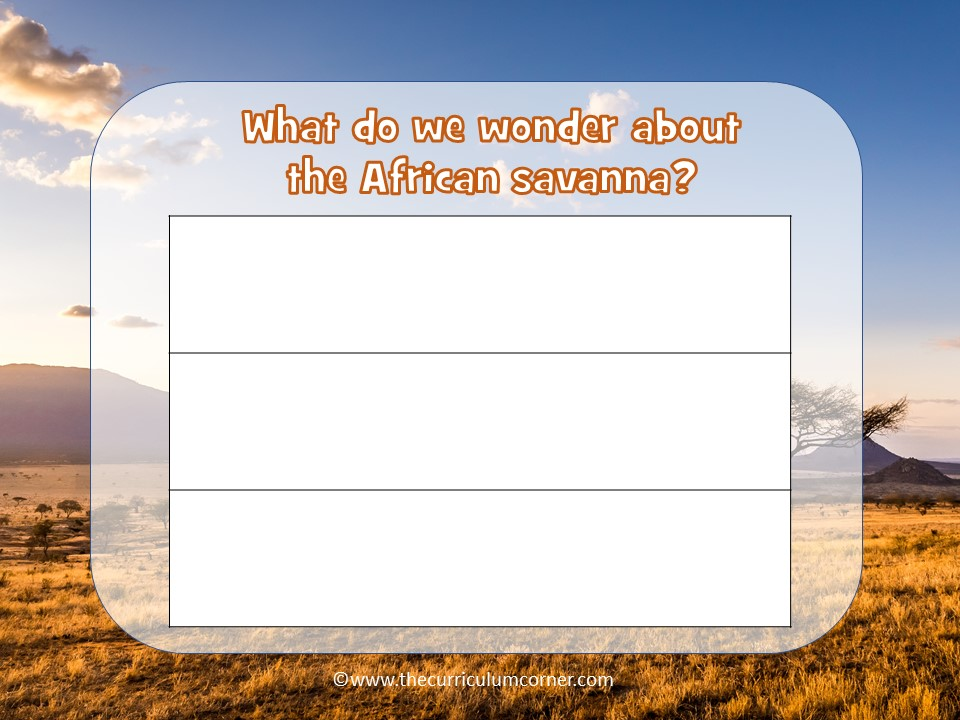 What do we wonder about
the African savanna?
©www.thecurriculumcorner.com